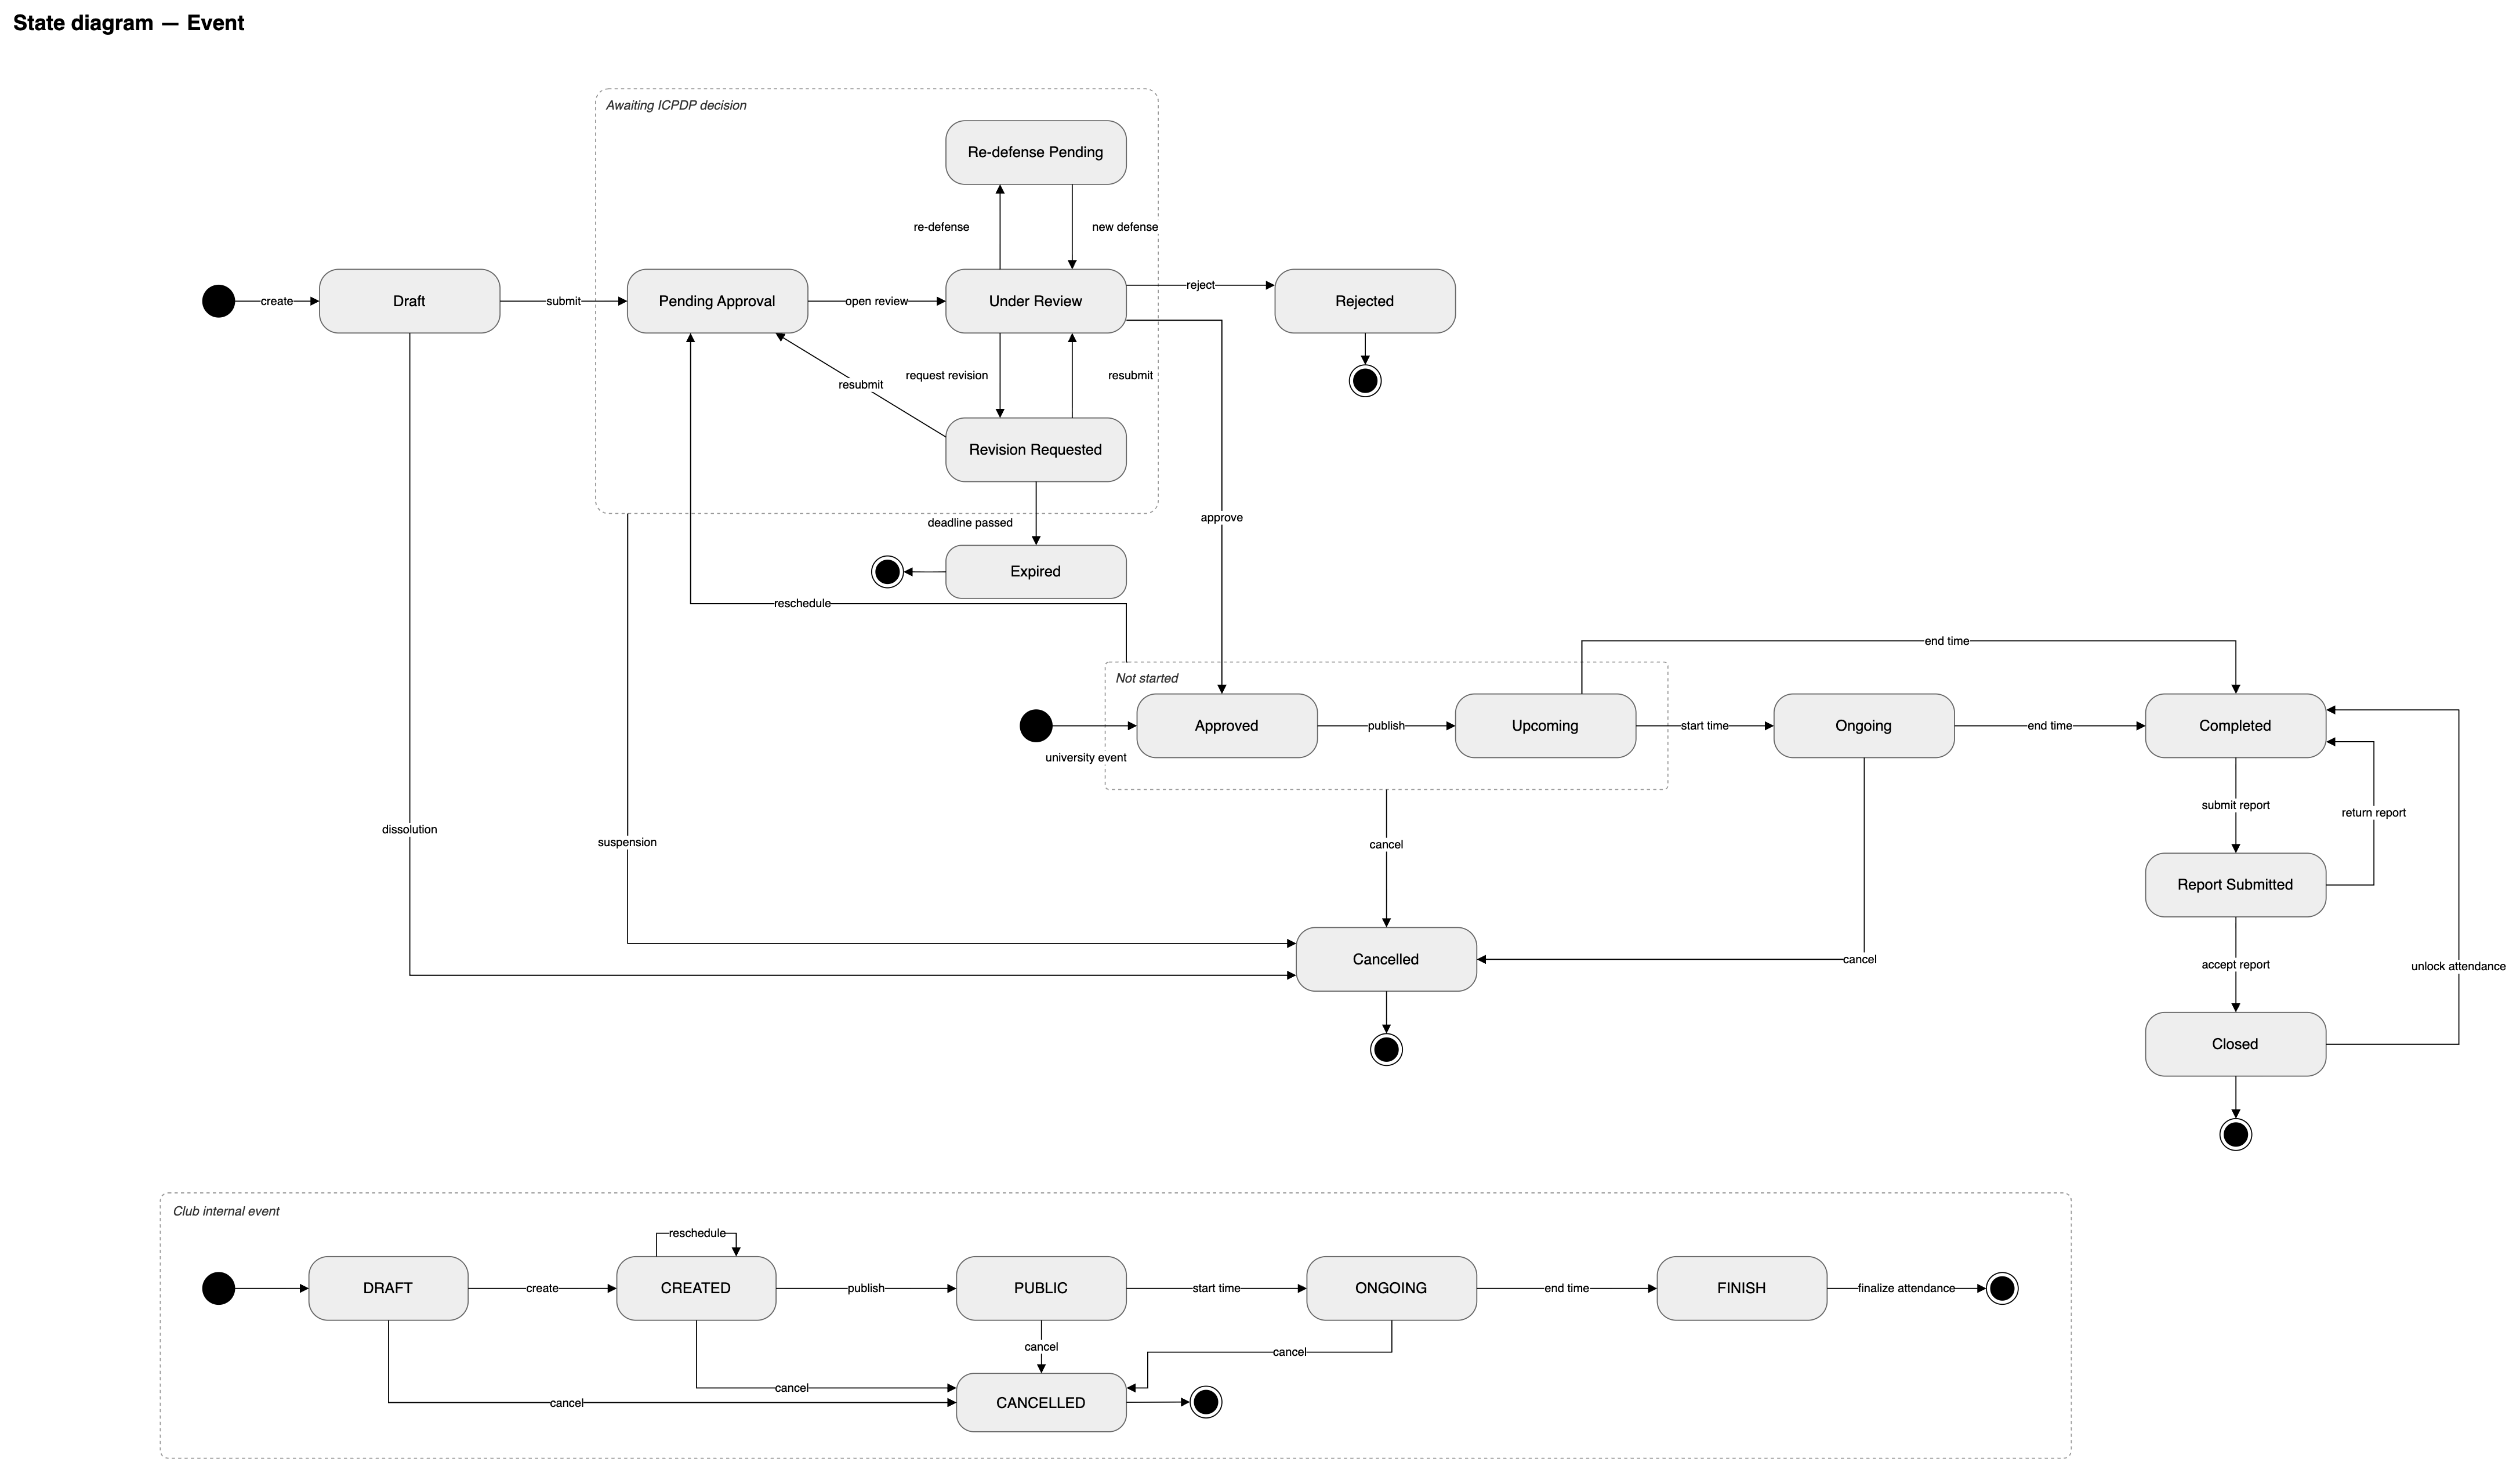 State diagram — Event
Awaiting ICPDP decision
Re-defense Pending
re-defense
new defense
create
Draft
submit
Pending Approval
open review
Under Review
reject
Rejected
resubmit
request revision
resubmit
Revision Requested
deadline passed
approve
Expired
reschedule
end time
Not started
university event
Approved
publish
Upcoming
start time
Ongoing
end time
Completed
submit report
return report
dissolution
suspension
cancel
Report Submitted
Cancelled
cancel
accept report
unlock attendance
Closed
Club internal event
reschedule
DRAFT
create
CREATED
publish
PUBLIC
start time
ONGOING
end time
FINISH
finalize attendance
cancel
cancel
cancel
cancel
CANCELLED